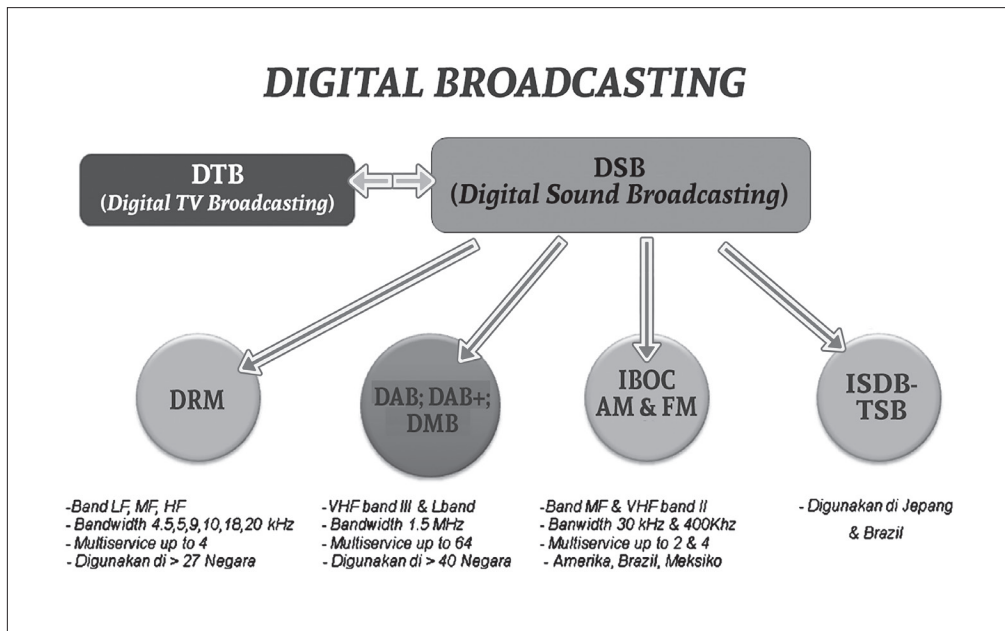 DIGITAL BROADCASTING
DTB
(Digital TV Broadcasting)
DSB
(Digital Sound Broadcasting)
DRM
DAB; DAB+;
DMB
IBOC
AM & FM
ISDB-
TSB
-Band LF, MF, HF
- Bandwidth 4.5,5,9,10,18,20 kHz
- Multiservice up to 4
- Digunakan di > 27 Negara
- VHF band III & Lband
- Bandwidth 1.5 MHz
- Multiservice up to 64
- Digunakan di > 40 Negara
- Band MF & VHF band II
- Banwidth 30 kHz & 400Khz
- Multiservice up to 2 & 4
- Amerika, Brazil, Meksiko
- Digunakan di Jepang
& Brazil